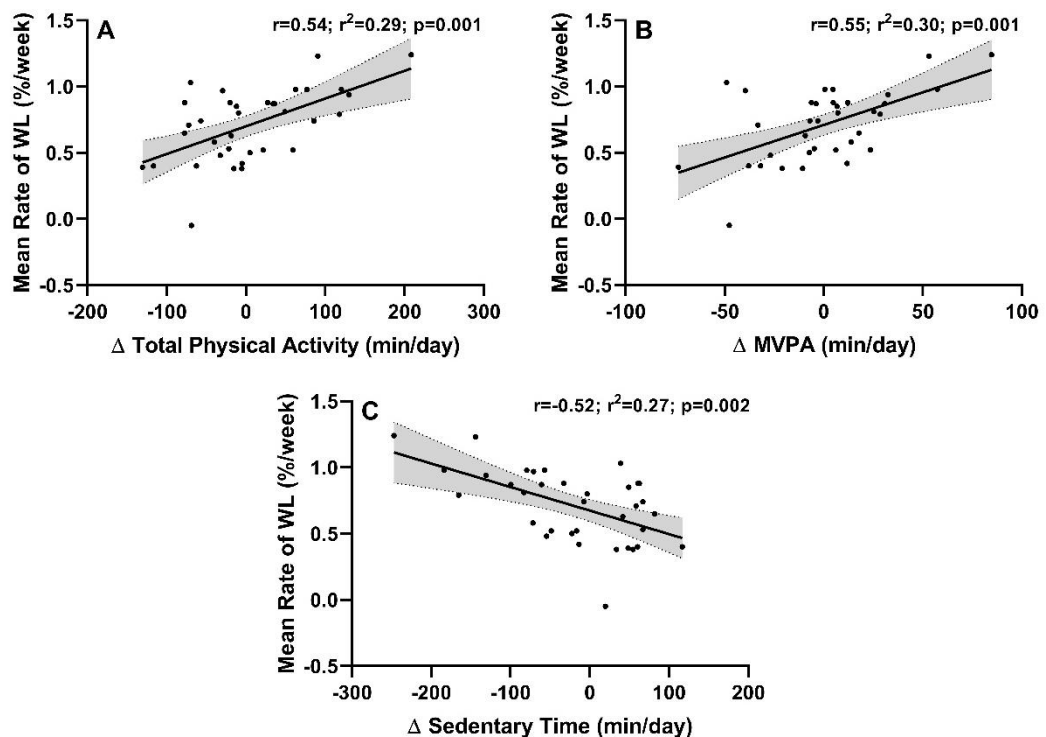 A
r=0.54; r²=0.29; p=0.001
Mean Rate of WL (%/week)
1.5
1.0
0.5
0.0
-0.5
-200 -100 0 100 200 300
Δ Total Physical Activity (min/day)
B
r=0.55; r²=0.30; p=0.001
Mean Rate of WL (%/week)
1.5
1.0
0.5
0.0
-0.5
-100 -50 0 50 100
Δ MVPA (min/day)
C
r=-0.52; r²=0.27; p=0.002
Mean Rate of WL (%/week)
1.5
1.0
0.5
0.0
-0.5
-300 -200 -100 0 100 200
Δ Sedentary Time (min/day)